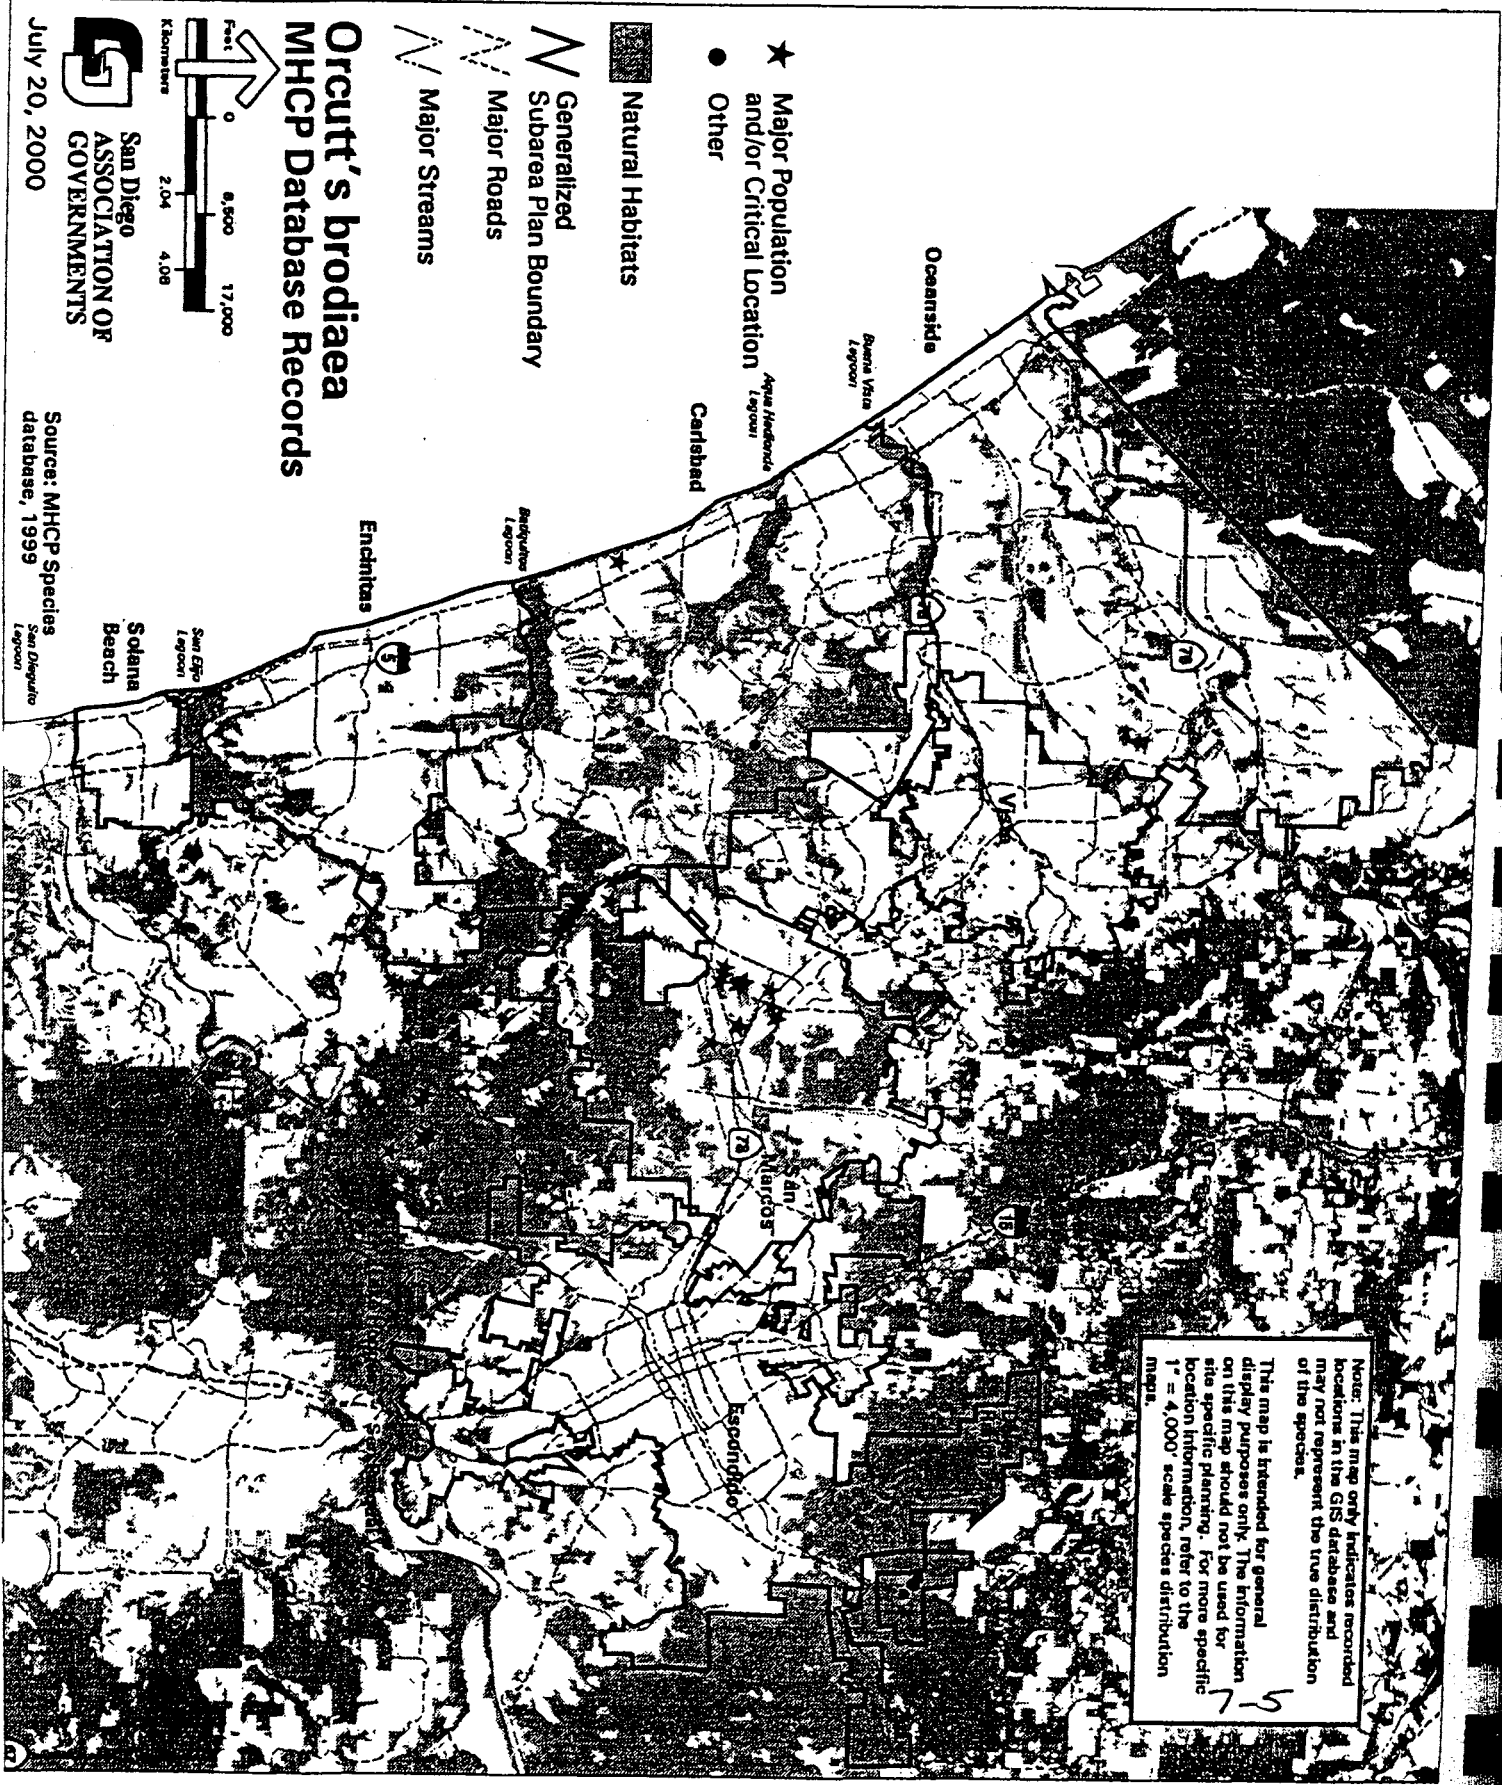 Note: This map only indicates recorded
locations in the GIS database and
may not represent the true distribution
of the species.
This map is intended for general
display purposes only. The information
on this map should not be used for
site specific planning. For more specific
location information, refer to the
1" = 4,000' scale species distribution
maps.
7-5
Oceanside
Buena Vista
Lagoon
Agua Hedionda
Lagoon
Carlsbad
Batiquitos
Lagoon
Encinitas
San Elijo
Lagoon
Solana
Beach
San Dieguito
Lagoon
Vista
San
Marcos
Escondido
76
78
78
15
5
67
Major Population
and/or Critical Location
Other
Natural Habitats
Generalized
Subarea Plan Boundary
Major Roads
Major Streams
Orcutt's brodiaea
MHCP Database Records
Feet 0 8,500 17,000
Kilometers 2.04 4.08
San Diego
ASSOCIATION OF
GOVERNMENTS
July 20, 2000
Source: MHCP Species
database, 1999